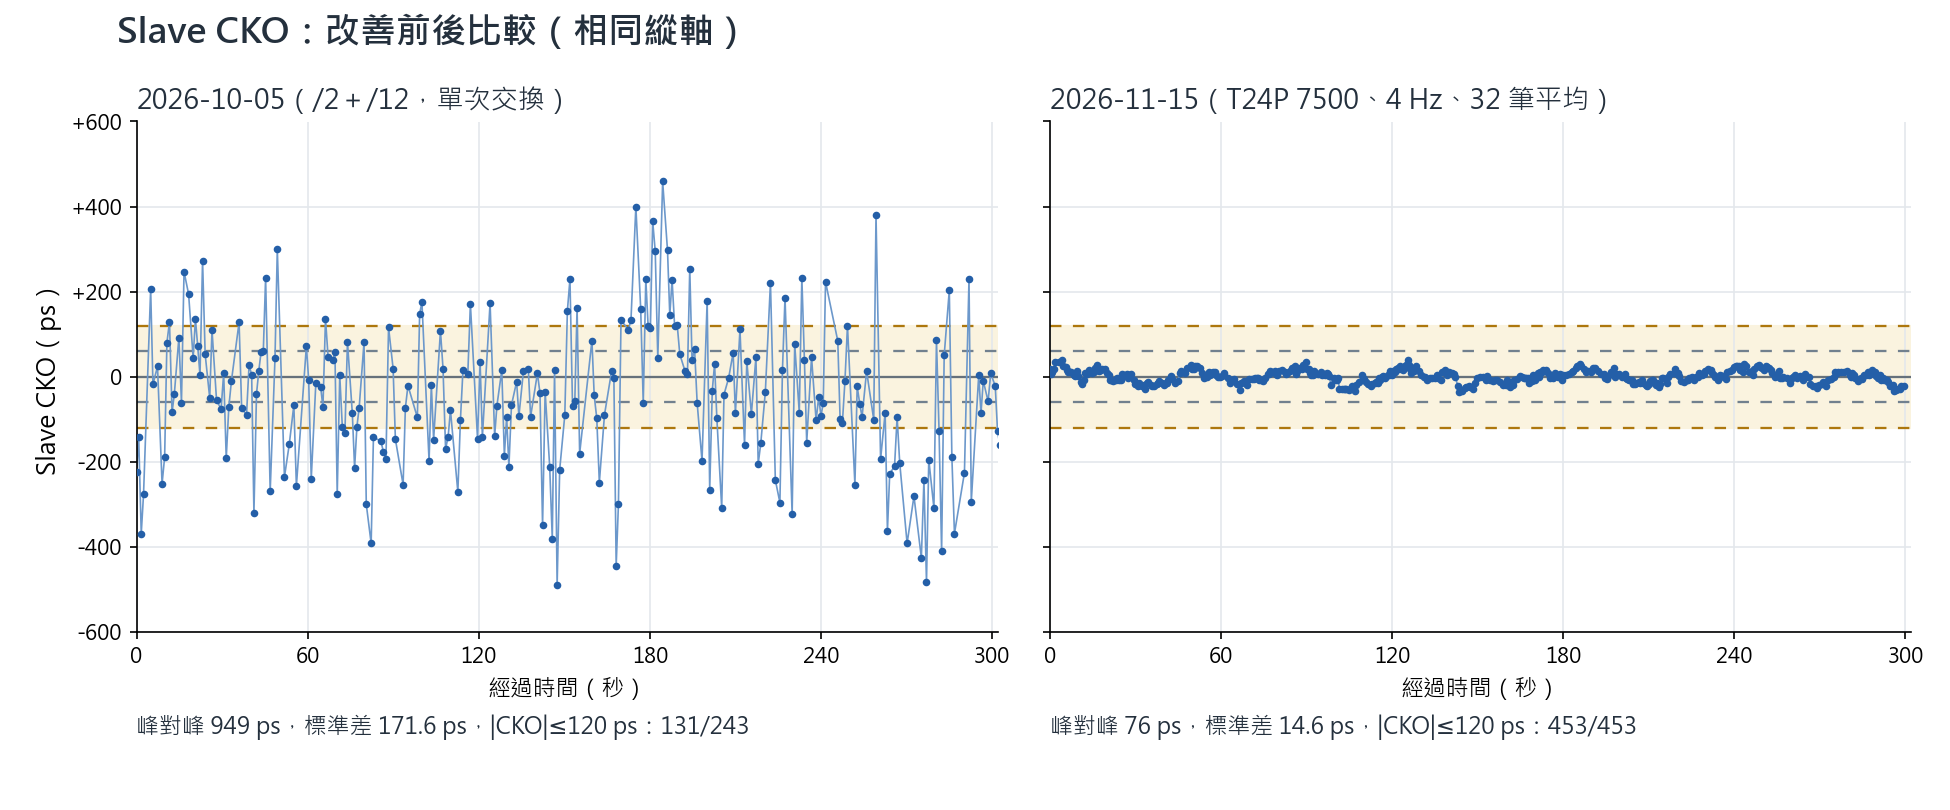 Slave CKO：改善前後比較（相同縱軸）
2026-10-05（/2＋/12，單次交換）
+600
+400
+200
0
-200
-400
-600
Slave CKO（ps）
0 60 120 180 240 300
經過時間（秒）
峰對峰 949 ps，標準差 171.6 ps，|CKO|≤120 ps：131/243
2026-11-15（T24P 7500、4 Hz、32 筆平均）
0 60 120 180 240 300
經過時間（秒）
峰對峰 76 ps，標準差 14.6 ps，|CKO|≤120 ps：453/453